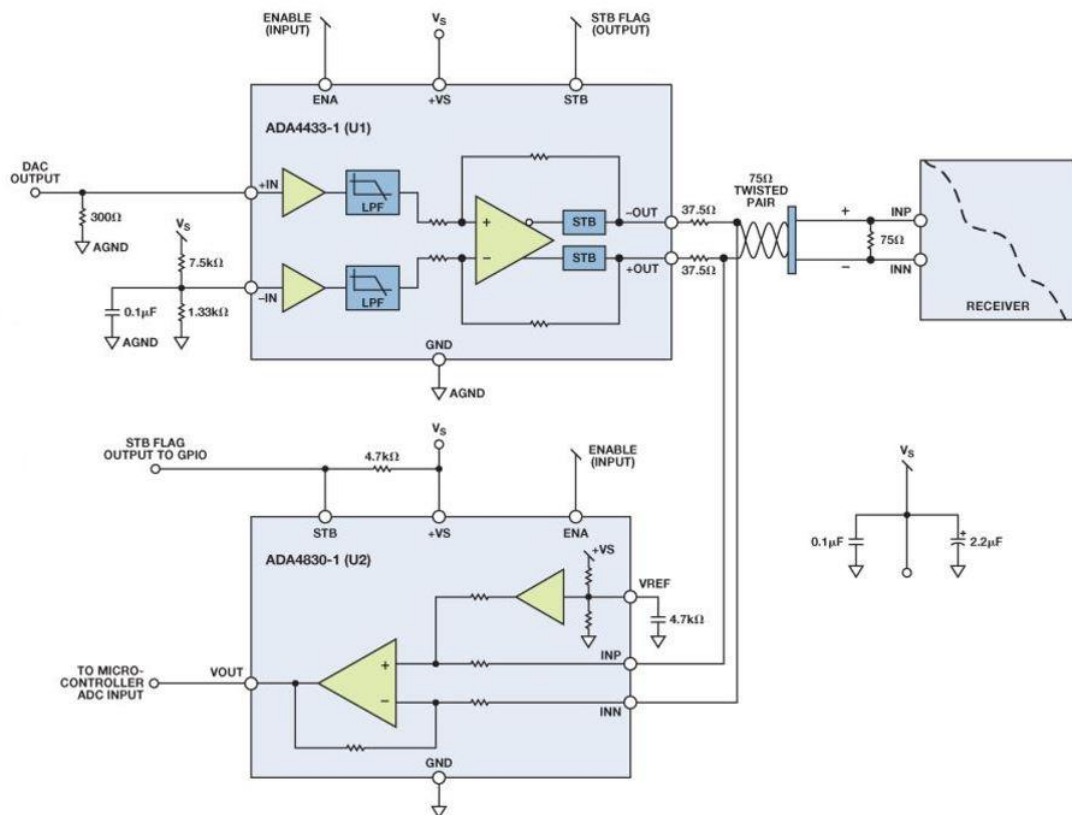 ENABLE
(INPUT)
VS
STB FLAG
(OUTPUT)
ENA
+VS
STB
ADA4433-1 (U1)
DAC
OUTPUT
+IN
LPF
300Ω
AGND
VS
7.5kΩ
–IN
LPF
0.1μF
1.33kΩ
AGND
+
–
STB
STB
–OUT
+OUT
37.5Ω
37.5Ω
75Ω
TWISTED
PAIR
+
–
75Ω
INP
INN
RECEIVER
GND
AGND
STB FLAG
OUTPUT TO GPIO
4.7kΩ
VS
ENABLE
(INPUT)
STB
+VS
ENA
ADA4830-1 (U2)
+VS
VREF
4.7kΩ
INP
INN
+
–
VOUT
TO MICRO-
CONTROLLER
ADC INPUT
GND
VS
0.1μF
+
2.2μF